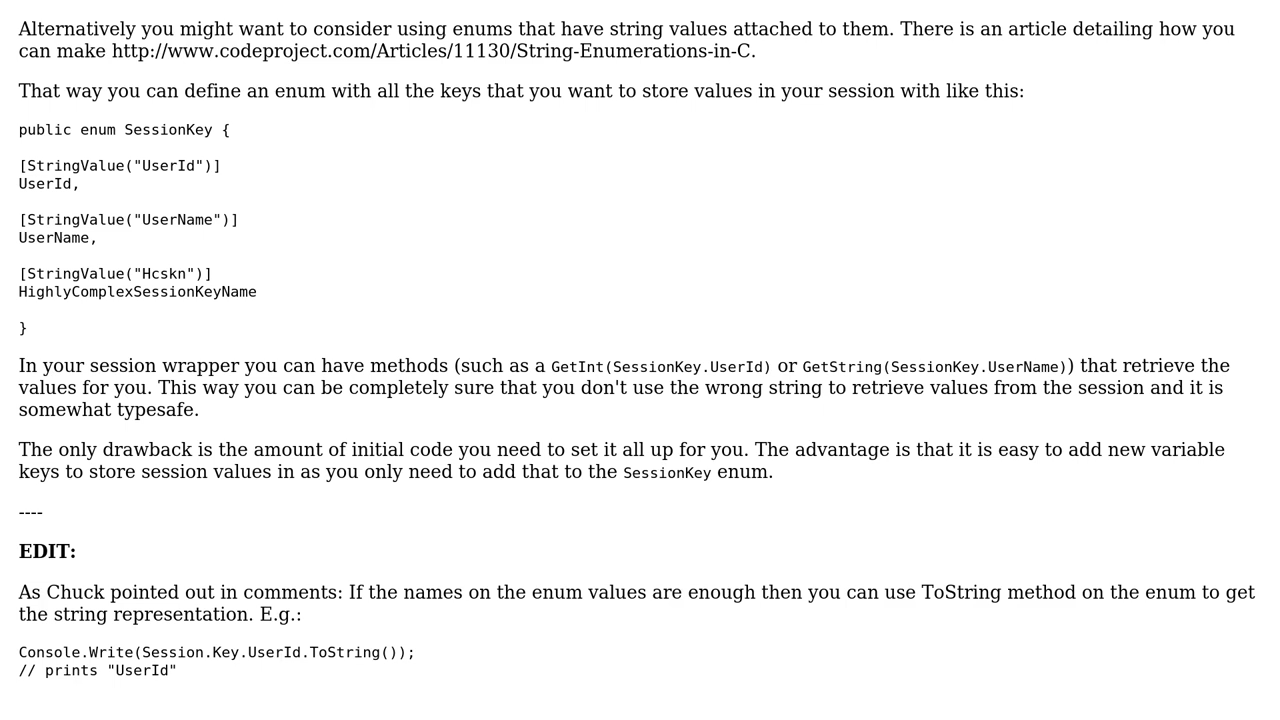 Alternatively you might want to consider using enums that have string values attached to them. There is an article detailing how you
can make http://www.codeproject.com/Articles/11130/String-Enumerations-in-C.
That way you can define an enum with all the keys that you want to store values in your session with like this:
public enum SessionKey {
[StringValue("UserId")]
UserId,
[StringValue("UserName")]
UserName,
[StringValue("Hcskn")]
HighlyComplexSessionKeyName
}
In your session wrapper you can have methods (such as a GetInt(SessionKey.UserId) or GetString(SessionKey.UserName)) that retrieve the
values for you. This way you can be completely sure that you don't use the wrong string to retrieve values from the session and it is
somewhat typesafe.
The only drawback is the amount of initial code you need to set it all up for you. The advantage is that it is easy to add new variable
keys to store session values in as you only need to add that to the SessionKey enum.
----
EDIT:
As Chuck pointed out in comments: If the names on the enum values are enough then you can use ToString method on the enum to get
the string representation. E.g.:
Console.Write(Session.Key.UserId.ToString());
// prints "UserId"